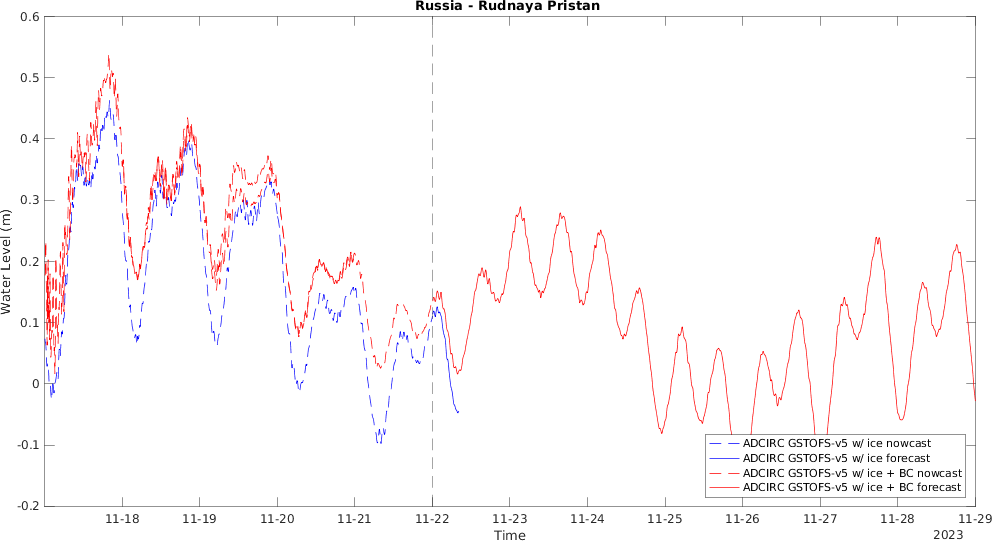 Russia - Rudnaya Pristan
0.6
0.5
0.4
0.3
0.2
0.1
0
-0.1
-0.2
Water Level (m)
ADCIRC GSTOFS-v5 w/ ice nowcast
ADCIRC GSTOFS-v5 w/ ice forecast
ADCIRC GSTOFS-v5 w/ ice + BC nowcast
ADCIRC GSTOFS-v5 w/ ice + BC forecast
11-18 11-19 11-20 11-21 11-22 11-23 11-24 11-25 11-26 11-27 11-28 11-29
Time
2023